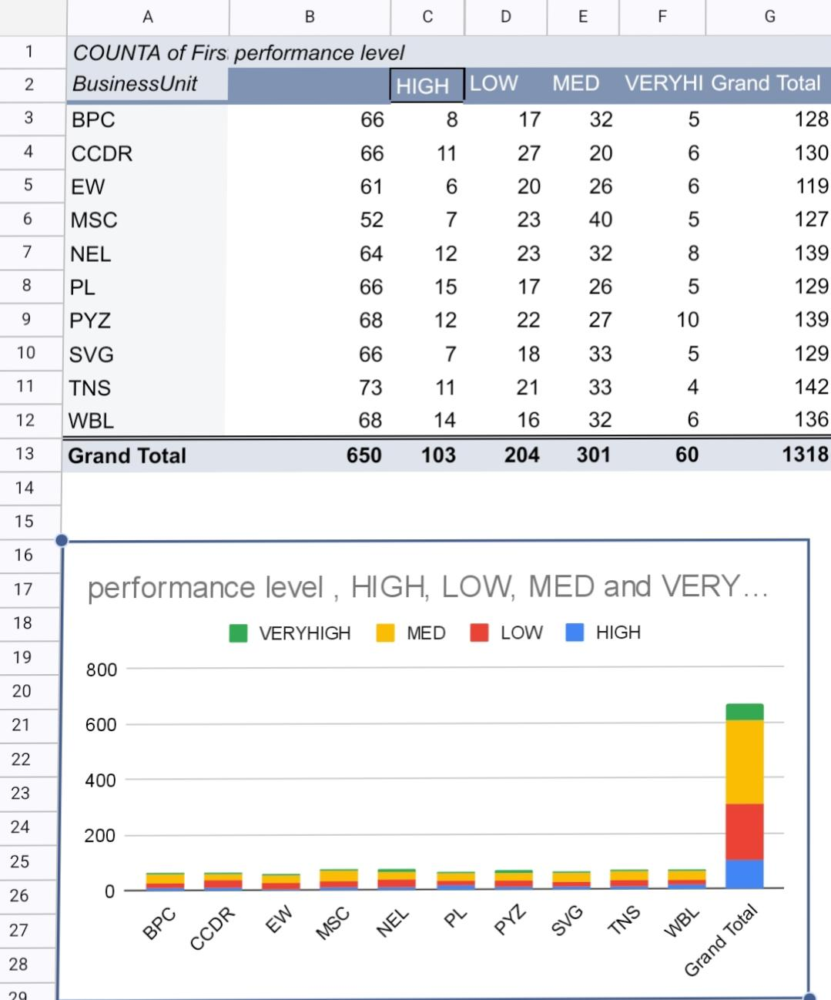 A B C D E F G
1 COUNTA of Firs performance level
2 BusinessUnit HIGH LOW MED VERYHI Grand Total
3 BPC 66 8 17 32 5 128
4 CCDR 66 11 27 20 6 130
5 EW 61 6 20 26 6 119
6 MSC 52 7 23 40 5 127
7 NEL 64 12 23 32 8 139
8 PL 66 15 17 26 5 129
9 PYZ 68 12 22 27 10 139
10 SVG 66 7 18 33 5 129
11 TNS 73 11 21 33 4 142
12 WBL 68 14 16 32 6 136
13 Grand Total 650 103 204 301 60 1318
14
15
16
17 performance level , HIGH, LOW, MED and VERY...
18 VERYHIGH MED LOW HIGH
19 800
20
21 600
22 400
23
24 200
25
26 0
27 BPC CCDR EW MSC NEL PL PYZ SVG TNS WBL Grand Total
28
29